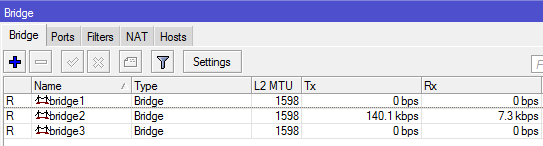 Bridge
Bridge Ports Filters NAT Hosts
Settings
Name Type L2 MTU Tx Rx
R bridge1 Bridge 1598 0 bps 0 bps
R bridge2 Bridge 1598 140.1 kbps 7.3 kbps
R bridge3 Bridge 1598 0 bps 0 bps